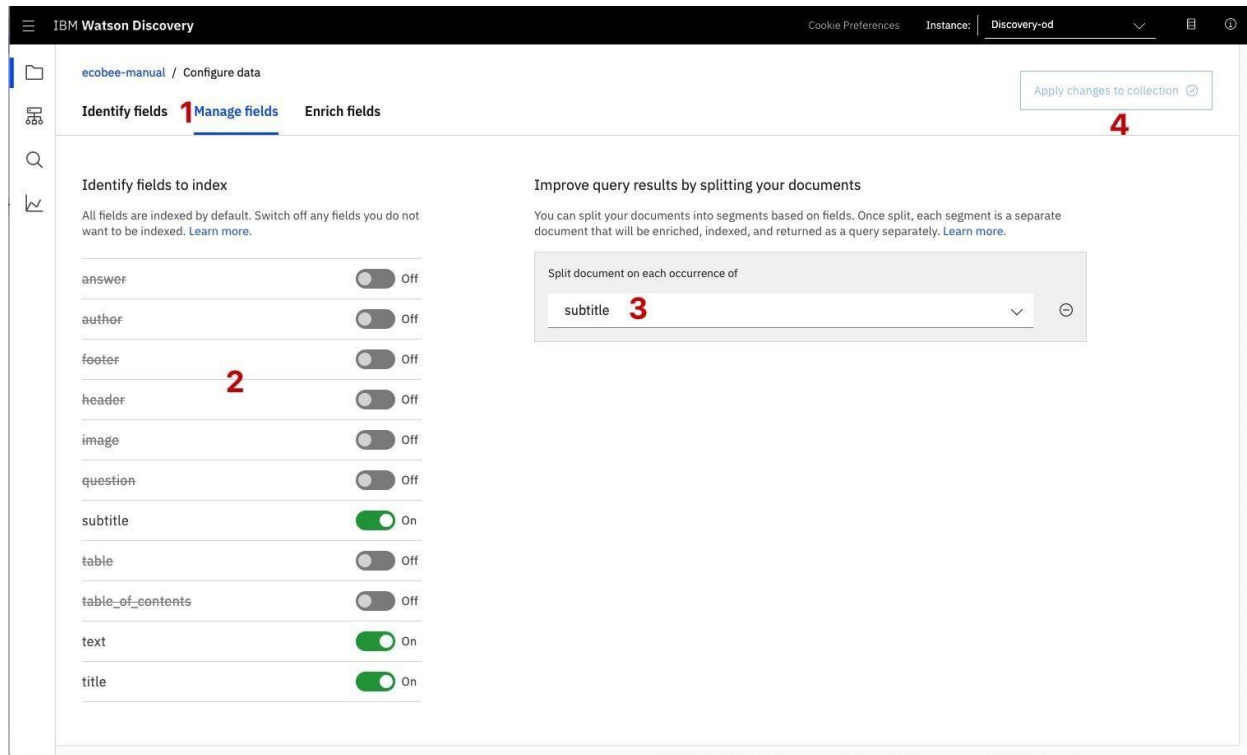 IBM Watson Discovery
Cookie Preferences
Instance:
Discovery-od
ecobee-manual / Configure data
Apply changes to collection
Identify fields
1
Manage fields
Enrich fields
4
Identify fields to index
All fields are indexed by default. Switch off any fields you do not
want to be indexed. Learn more.
answer Off
author Off
footer Off
2
header Off
image Off
question Off
subtitle On
table Off
table_of_contents Off
text On
title On
Improve query results by splitting your documents
You can split your documents into segments based on fields. Once split, each segment is a separate
document that will be enriched, indexed, and returned as a query separately. Learn more.
Split document on each occurrence of
subtitle 3